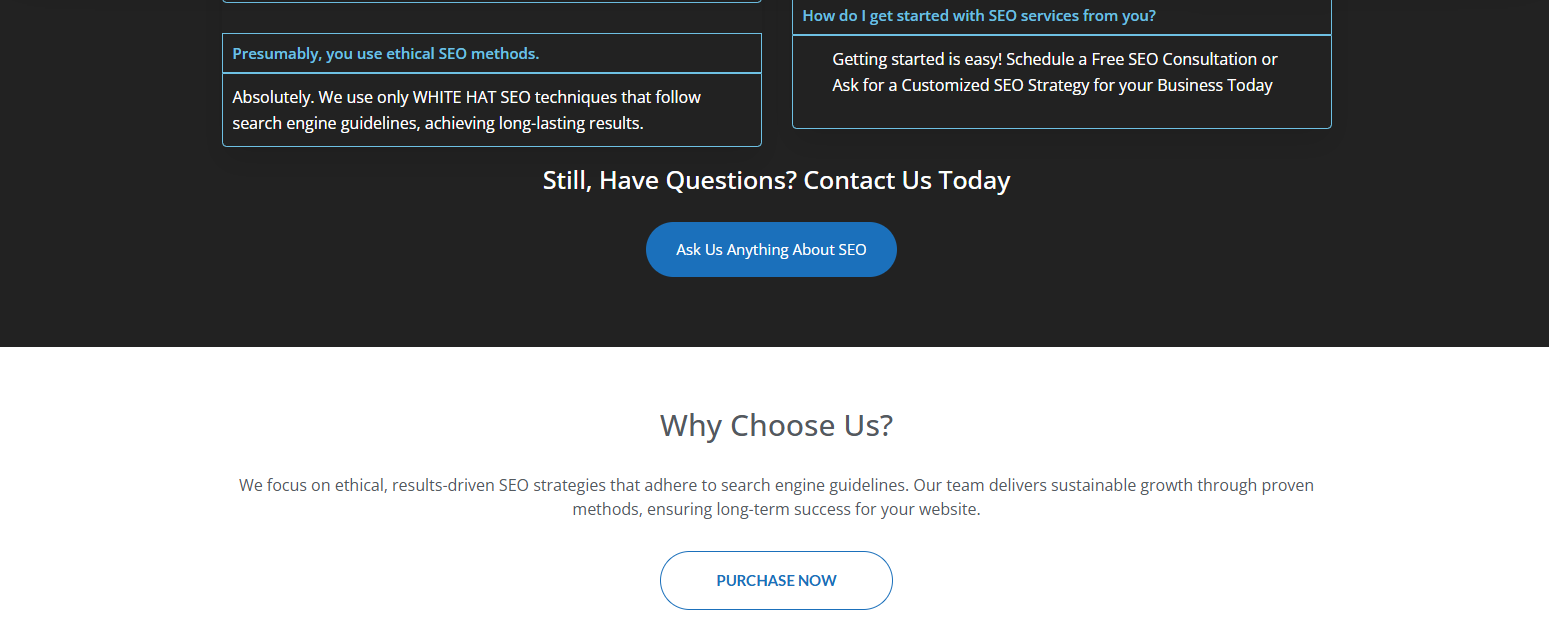 How do I get started with SEO services from you?
Getting started is easy! Schedule a Free SEO Consultation or
Ask for a Customized SEO Strategy for your Business Today
Presumably, you use ethical SEO methods.
Absolutely. We use only WHITE HAT SEO techniques that follow
search engine guidelines, achieving long-lasting results.
Still, Have Questions? Contact Us Today
Ask Us Anything About SEO
Why Choose Us?
We focus on ethical, results-driven SEO strategies that adhere to search engine guidelines. Our team delivers sustainable growth through proven
methods, ensuring long-term success for your website.
PURCHASE NOW